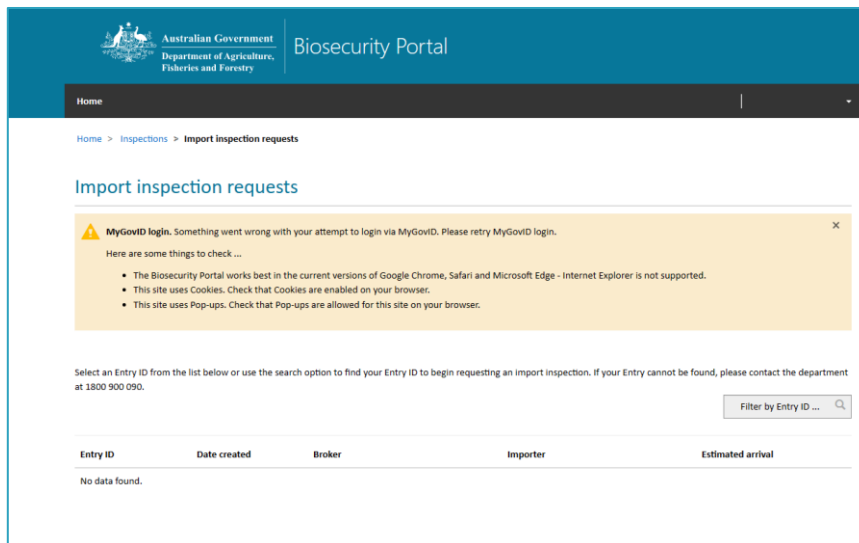 Australian Government
Department of Agriculture,
Fisheries and Forestry
Biosecurity Portal
Home
Home > Inspections > Import inspection requests
Import inspection requests
MyGovID login. Something went wrong with your attempt to login via MyGovID. Please retry MyGovID login.
Here are some things to check ...
• The Biosecurity Portal works best in the current versions of Google Chrome, Safari and Microsoft Edge - Internet Explorer is not supported.
• This site uses Cookies. Check that Cookies are enabled on your browser.
• This site uses Pop-ups. Check that Pop-ups are allowed for this site on your browser.
Select an Entry ID from the list below or use the search option to find your Entry ID to begin requesting an import inspection. If your Entry cannot be found, please contact the department
at 1800 900 090.
Filter by Entry ID ...
Entry ID Date created Broker Importer Estimated arrival
No data found.